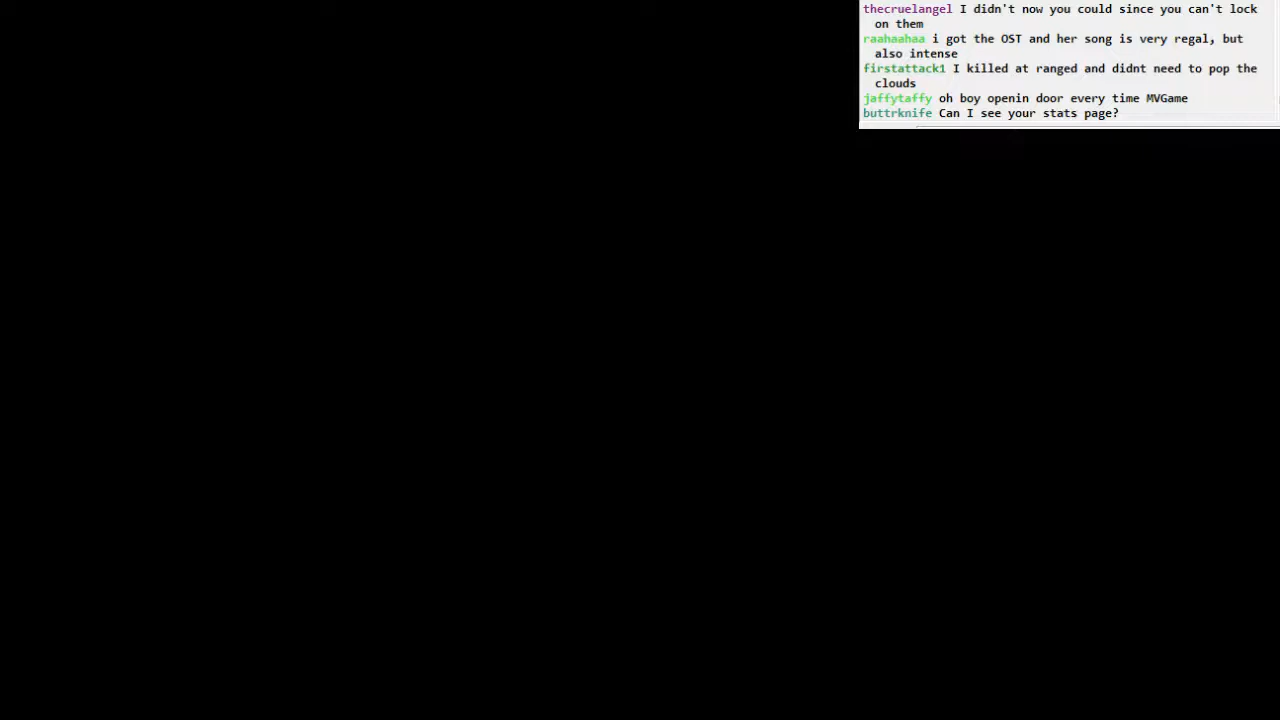 thecruelangel I didn't now you could since you can't lock
on them
raahaahaa i got the OST and her song is very regal, but
also intense
firstattack1 I killed at ranged and didnt need to pop the
clouds
jaffytaffy oh boy openin door every time MVGame
buttrknife Can I see your stats page?